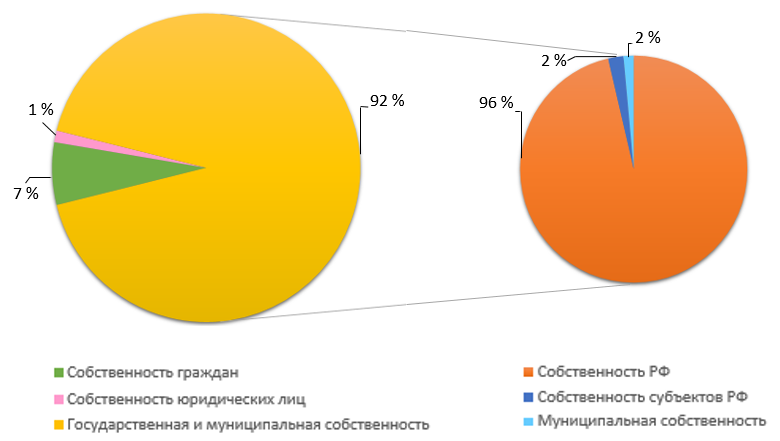 2 %
2 %
92 %
96 %
1 %
7 %
Собственность граждан
Собственность юридических лиц
Государственная и муниципальная собственность
Собственность РФ
Собственность субъектов РФ
Муниципальная собственность